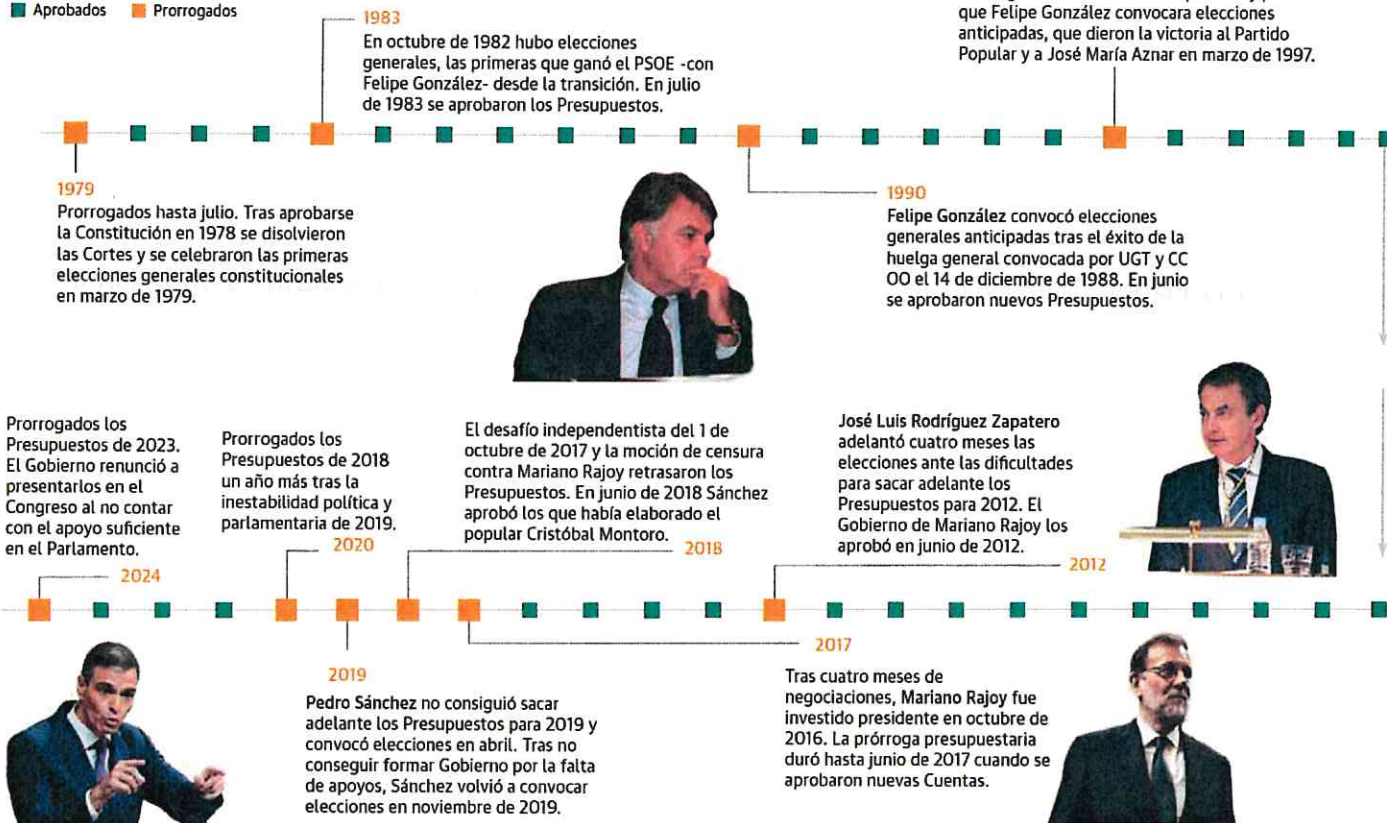 Aprobados
Prorrogados
1983
En octubre de 1982 hubo elecciones
generales, las primeras que ganó el PSOE -con
Felipe González- desde la transición. En julio
de 1983 se aprobaron los Presupuestos.
que Felipe González convocara elecciones
anticipadas, que dieron la victoria al Partido
Popular y a José María Aznar en marzo de 1997.
1979
Prorrogados hasta julio. Tras aprobarse
la Constitución en 1978 se disolvieron
las Cortes y se celebraron las primeras
elecciones generales constitucionales
en marzo de 1979.
1990
Felipe González convocó elecciones
generales anticipadas tras el éxito de la
huelga general convocada por UGT y CC
OO el 14 de diciembre de 1988. En junio
se aprobaron nuevos Presupuestos.
Prorrogados los
Presupuestos de 2023.
El Gobierno renunció a
presentarlos en el
Congreso al no contar
con el apoyo suficiente
en el Parlamento.
2024
Prorrogados los
Presupuestos de 2018
un año más tras la
inestabilidad política y
parlamentaria de 2019.
2020
El desafío independentista del 1 de
octubre de 2017 y la moción de censura
contra Mariano Rajoy retrasaron los
Presupuestos. En junio de 2018 Sánchez
aprobó los que había elaborado el
popular Cristóbal Montoro.
2018
José Luis Rodríguez Zapatero
adelantó cuatro meses las
elecciones ante las dificultades
para sacar adelante los
Presupuestos para 2012. El
Gobierno de Mariano Rajoy los
aprobó en junio de 2012.
2012
2019
Pedro Sánchez no consiguió sacar
adelante los Presupuestos para 2019 y
convocó elecciones en abril. Tras no
conseguir formar Gobierno por la falta
de apoyos, Sánchez volvió a convocar
elecciones en noviembre de 2019.
2017
Tras cuatro meses de
negociaciones, Mariano Rajoy fue
investido presidente en octubre de
2016. La prórroga presupuestaria
duró hasta junio de 2017 cuando se
aprobaron nuevas Cuentas.